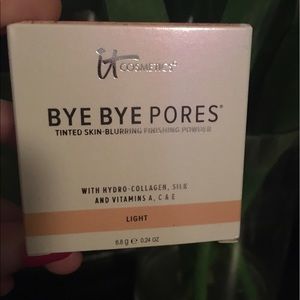 it
COSMETICS®
BYE BYE PORES®
TINTED SKIN-BLURRING FINISHING POWDER
WITH HYDRO-COLLAGEN, SILK
AND VITAMINS A, C & E
LIGHT
6.8 g ℮ 0.24 OZ